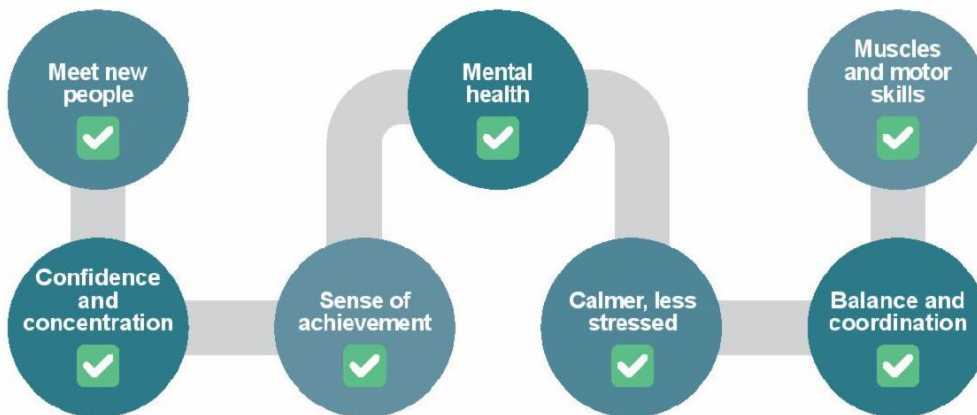 Meet new
people
Confidence
and
concentration
Sense of
achievement
Mental
health
Calmer, less
stressed
Balance and
coordination
Muscles
and motor
skills